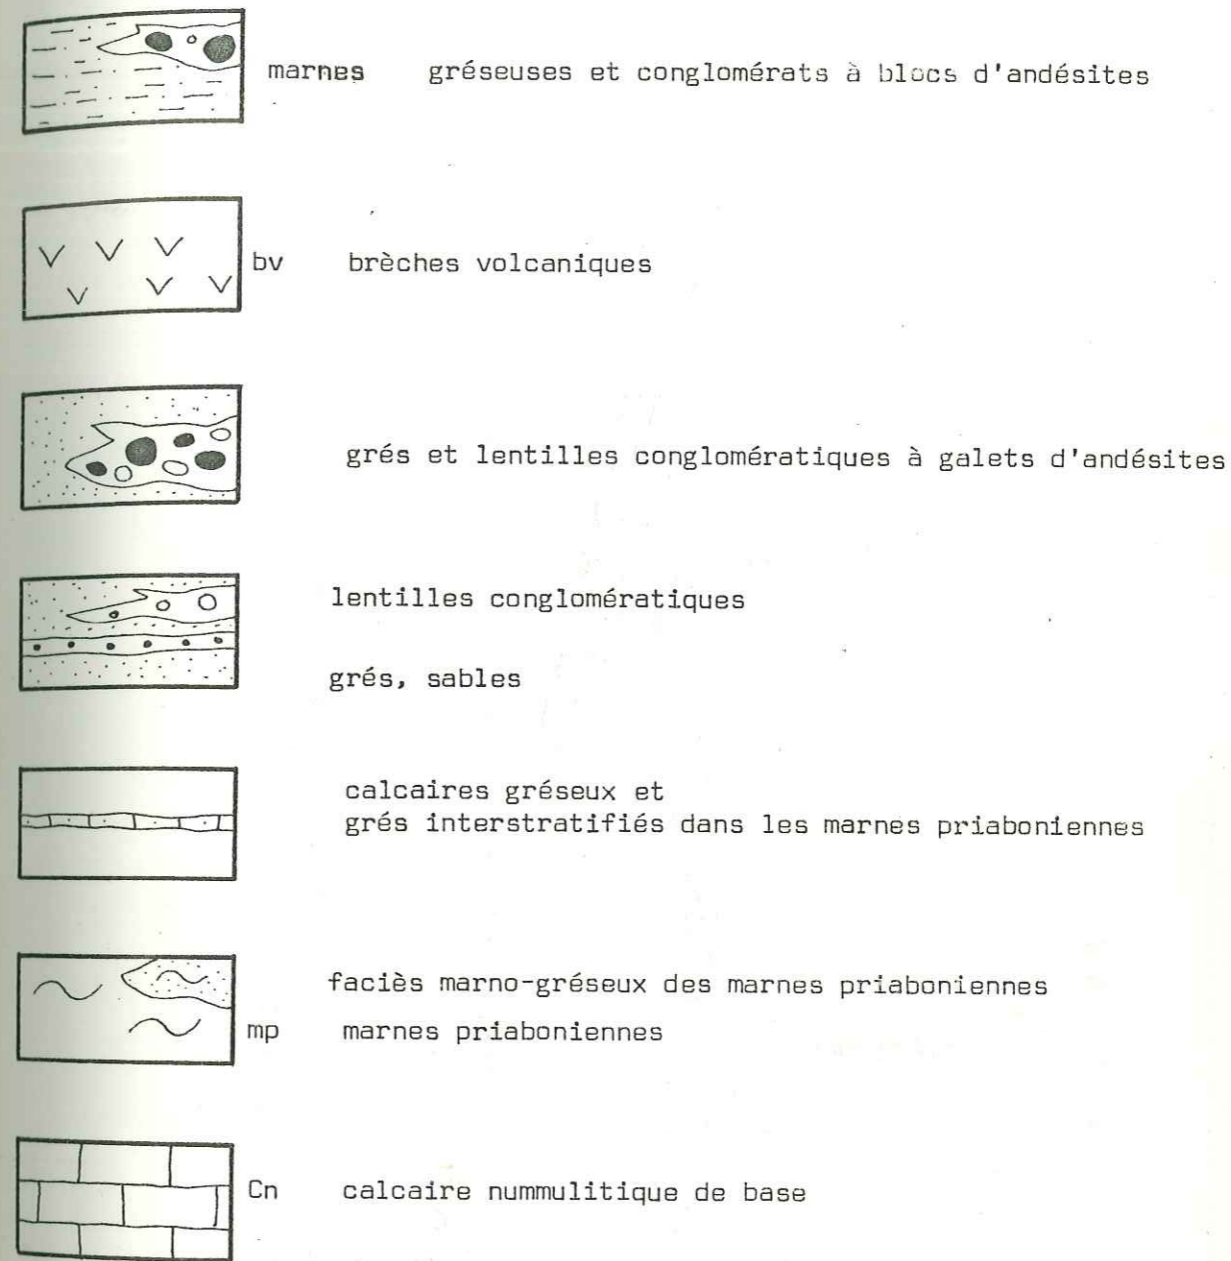 marnes gréseuses et conglomérats à blocs d'andésites
bv brèches volcaniques
grés et lentilles conglomératiques à galets d'andésites
lentilles conglomératiques
grés, sables
calcaires gréseux et
grés interstratifiés dans les marnes priaboniennes
faciès marno-gréseux des marnes priaboniennes
mp marnes priaboniennes
Cn calcaire nummulitique de base